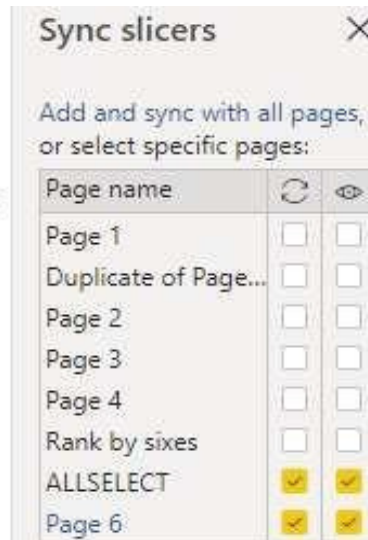 Sync slicers
Add and sync with all pages,
or select specific pages:
Page name
Page 1
Duplicate of Page...
Page 2
Page 3
Page 4
Rank by sixes
ALLSELECT
Page 6